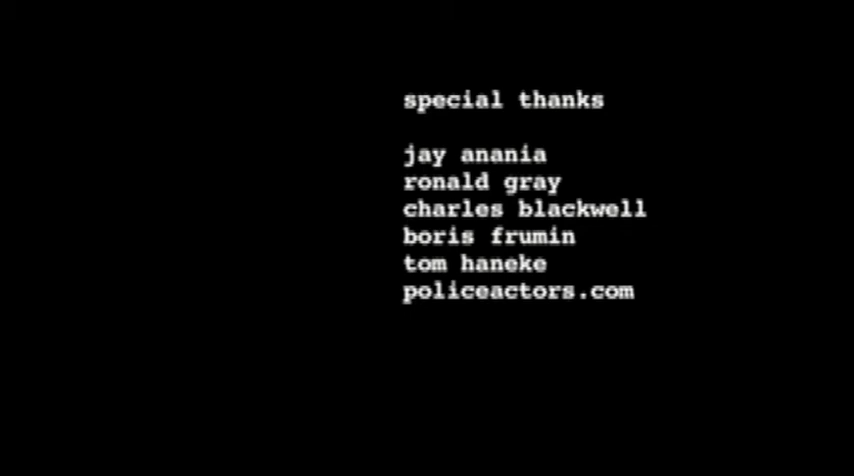 special thanks
jay anania
ronald gray
charles blackwell
boris frumin
tom haneke
policeactors.com